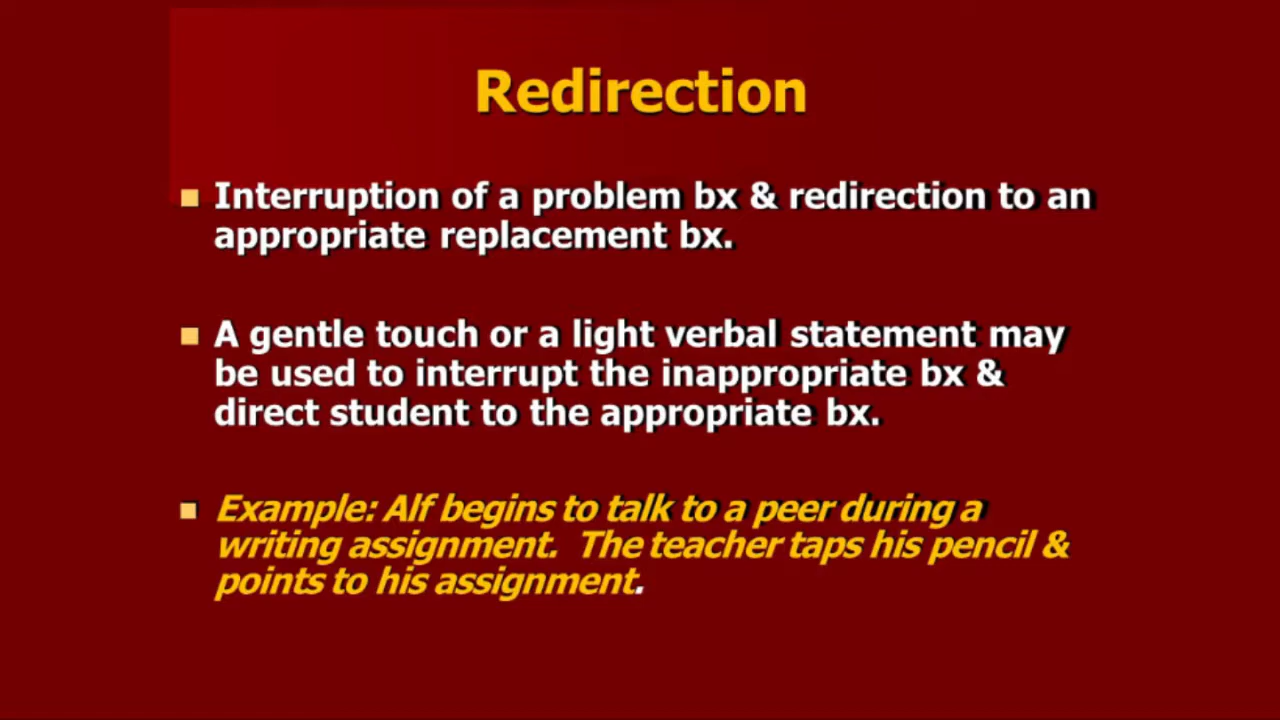 Redirection
Interruption of a problem bx & redirection to an
appropriate replacement bx.
A gentle touch or a light verbal statement may
be used to interrupt the inappropriate bx &
direct student to the appropriate bx.
Example: Alf begins to talk to a peer during a
writing assignment. The teacher taps his pencil &
points to his assignment.